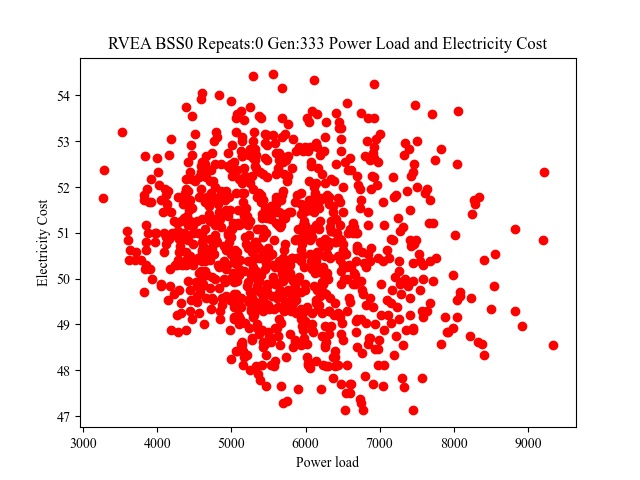 RVEA BSS0 Repeats:0 Gen:333 Power Load and Electricity Cost
54
53
52
51
50
49
48
47
Electricity Cost
3000 4000 5000 6000 7000 8000 9000
Power load